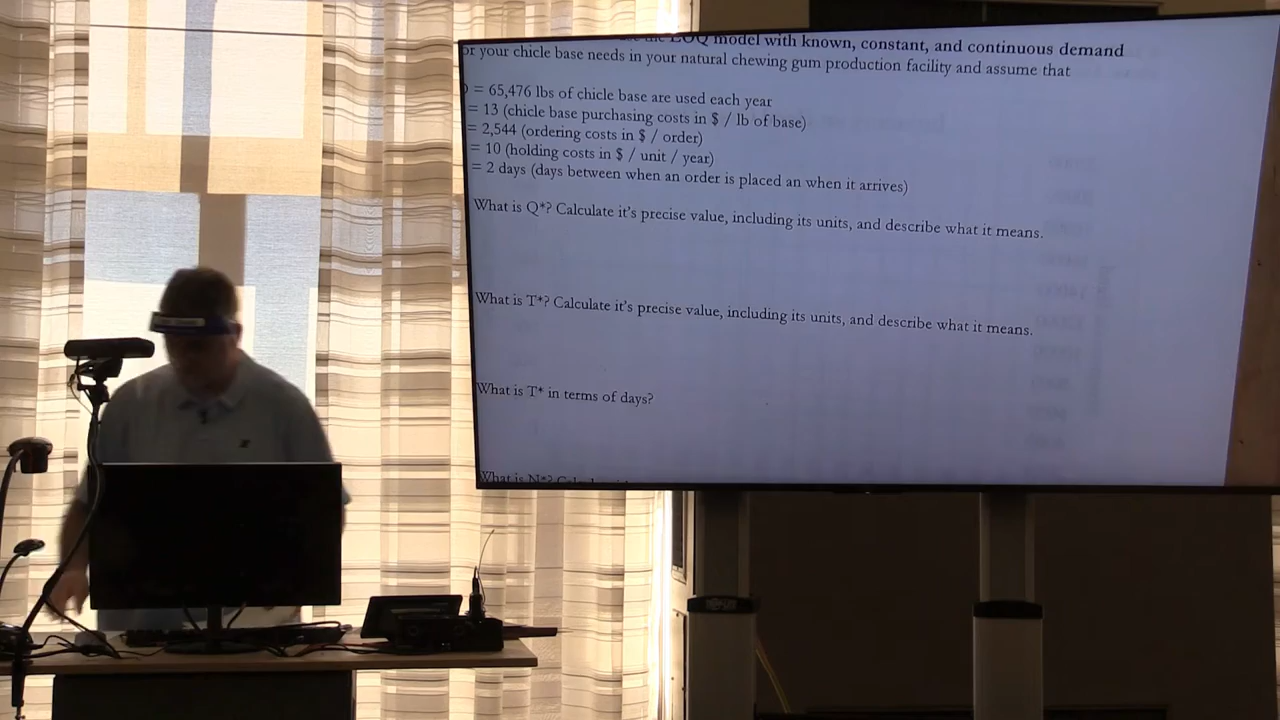 EOQ model with known, constant, and continuous demand
or your chicle base needs in your natural chewing gum production facility and assume that
= 65,476 lbs of chicle base are used each year
= 13 (chicle base purchasing costs in $ / lb of base)
= 2,544 (ordering costs in $ / order)
= 10 (holding costs in $ / unit / year)
= 2 days (days between when an order is placed an when it arrives)
What is Q*? Calculate it's precise value, including its units, and describe what it means.
What is T*? Calculate it's precise value, including its units, and describe what it means.
What is T* in terms of days?
What is N*?